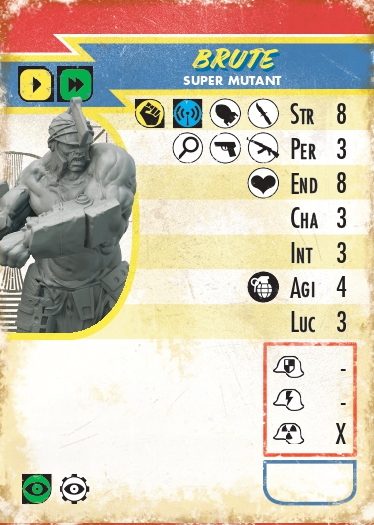 BRUTE
SUPER MUTANT
STR 8
PER 3
END 8
CHA 3
INT 3
AGI 4
LUC 3
-
-
X